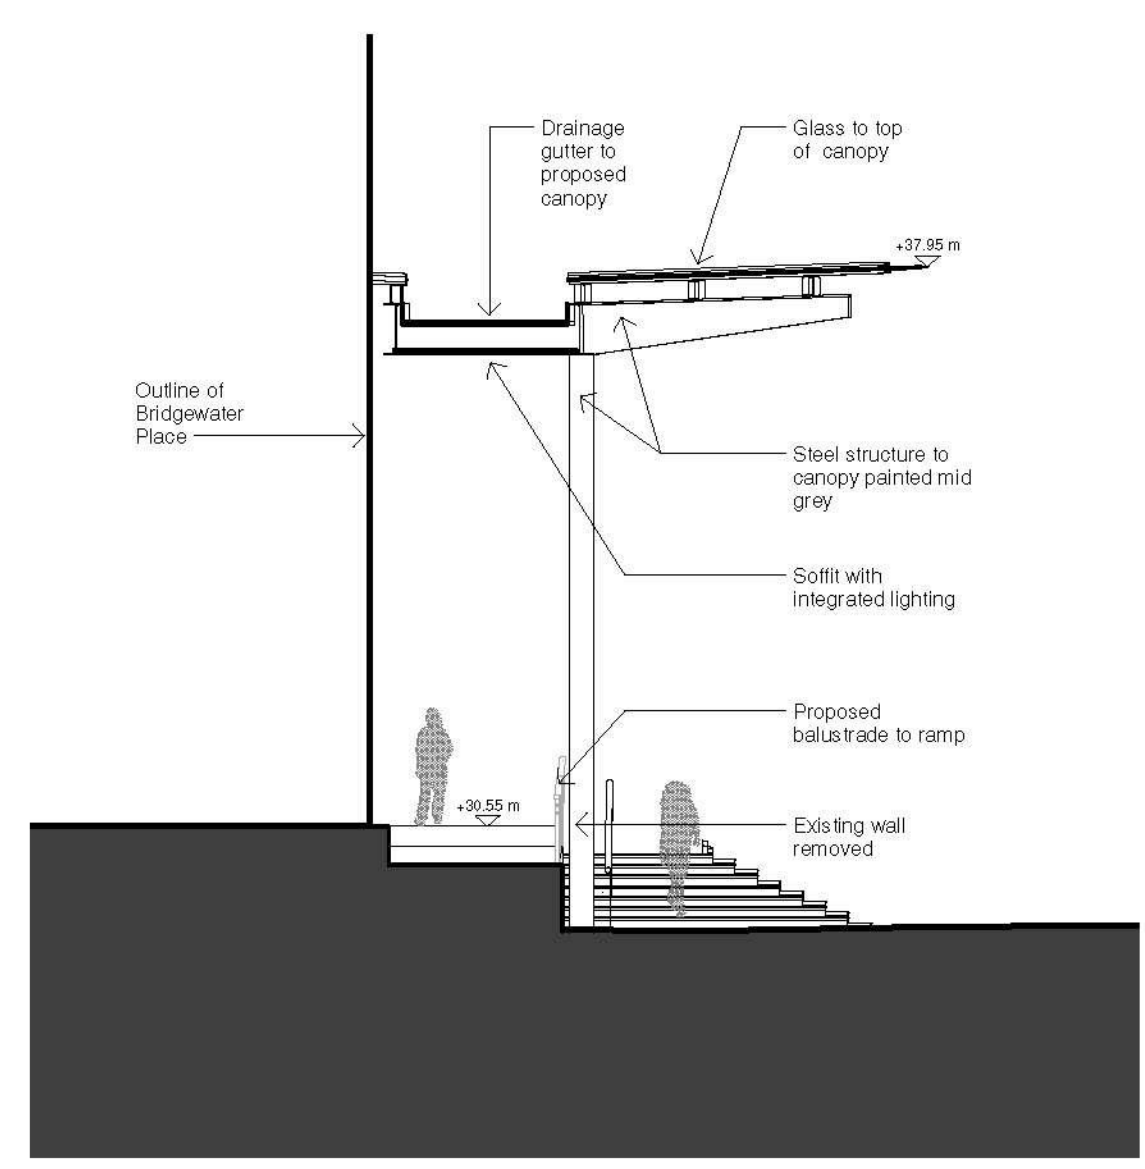 Drainage
gutter to
proposed
canopy
Glass to top
of canopy
+37.95 m
Outline of
Bridgewater
Place
Steel structure to
canopy painted mid
grey
Soffit with
integrated lighting
Proposed
balustrade to ramp
+30.55 m
Existing wall
removed